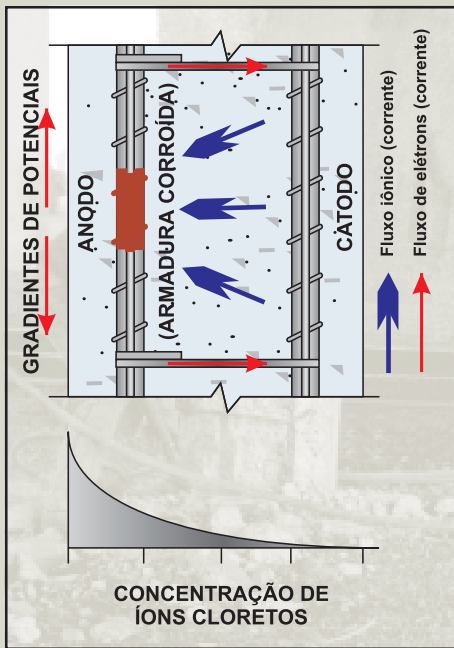 GRADIENTES DE POTENCIAIS
ANODO
(ARMADURA CORROÍDA)
CATODO
Fluxo iônico (corrente)
Fluxo de elétrons (corrente)
CONCENTRAÇÃO DE
ÍONS CLORETOS